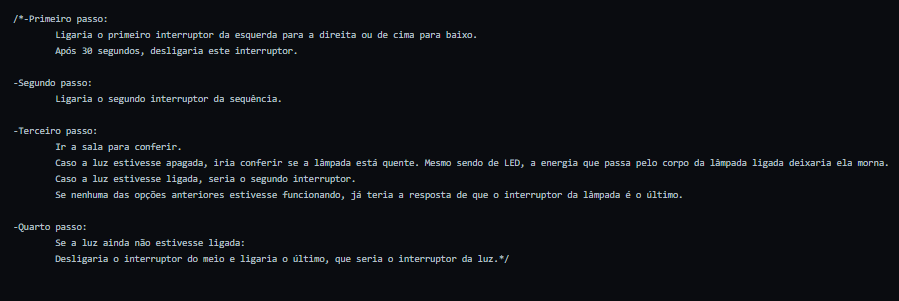 /*-Primeiro passo:
Ligaria o primeiro interruptor da esquerda para a direita ou de cima para baixo.
Após 30 segundos, desligaria este interruptor.
-Segundo passo:
Ligaria o segundo interruptor da sequência.
-Terceiro passo:
Ir a sala para conferir.
Caso a luz estivesse apagada, iria conferir se a lâmpada está quente. Mesmo sendo de LED, a energia que passa pelo corpo da lâmpada ligada deixaria ela morna.
Caso a luz estivesse ligada, seria o segundo interruptor.
Se nenhuma das opções anteriores estivesse funcionando, já teria a resposta de que o interruptor da lâmpada é o último.
-Quarto passo:
Se a luz ainda não estivesse ligada:
Desligaria o interruptor do meio e ligaria o último, que seria o interruptor da luz.*/